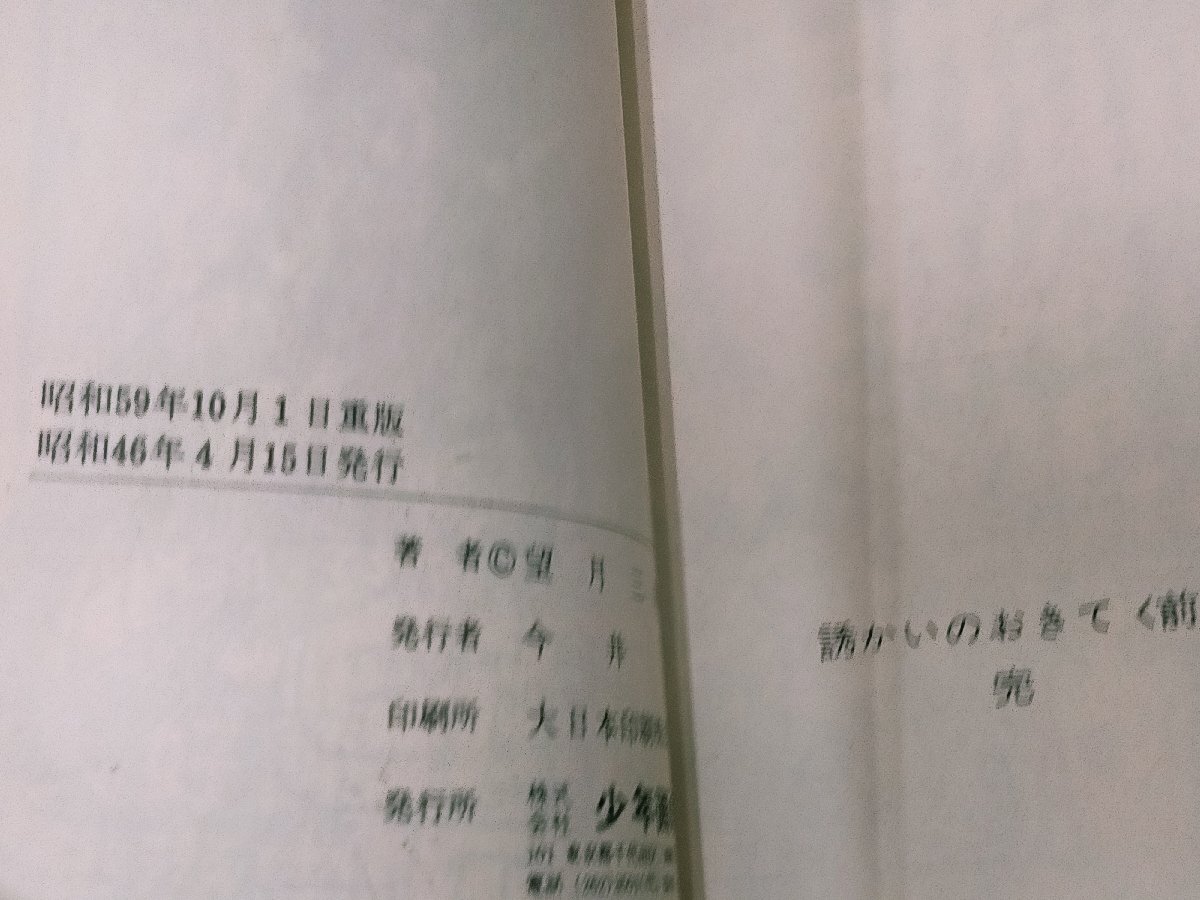 昭和59年10月1日重版
昭和46年4月15日発行
著 者©望 月 三
発行者 今 井
印刷所 大日本印刷
発行所 株式会社 少年
誘かいのおきてく前
完